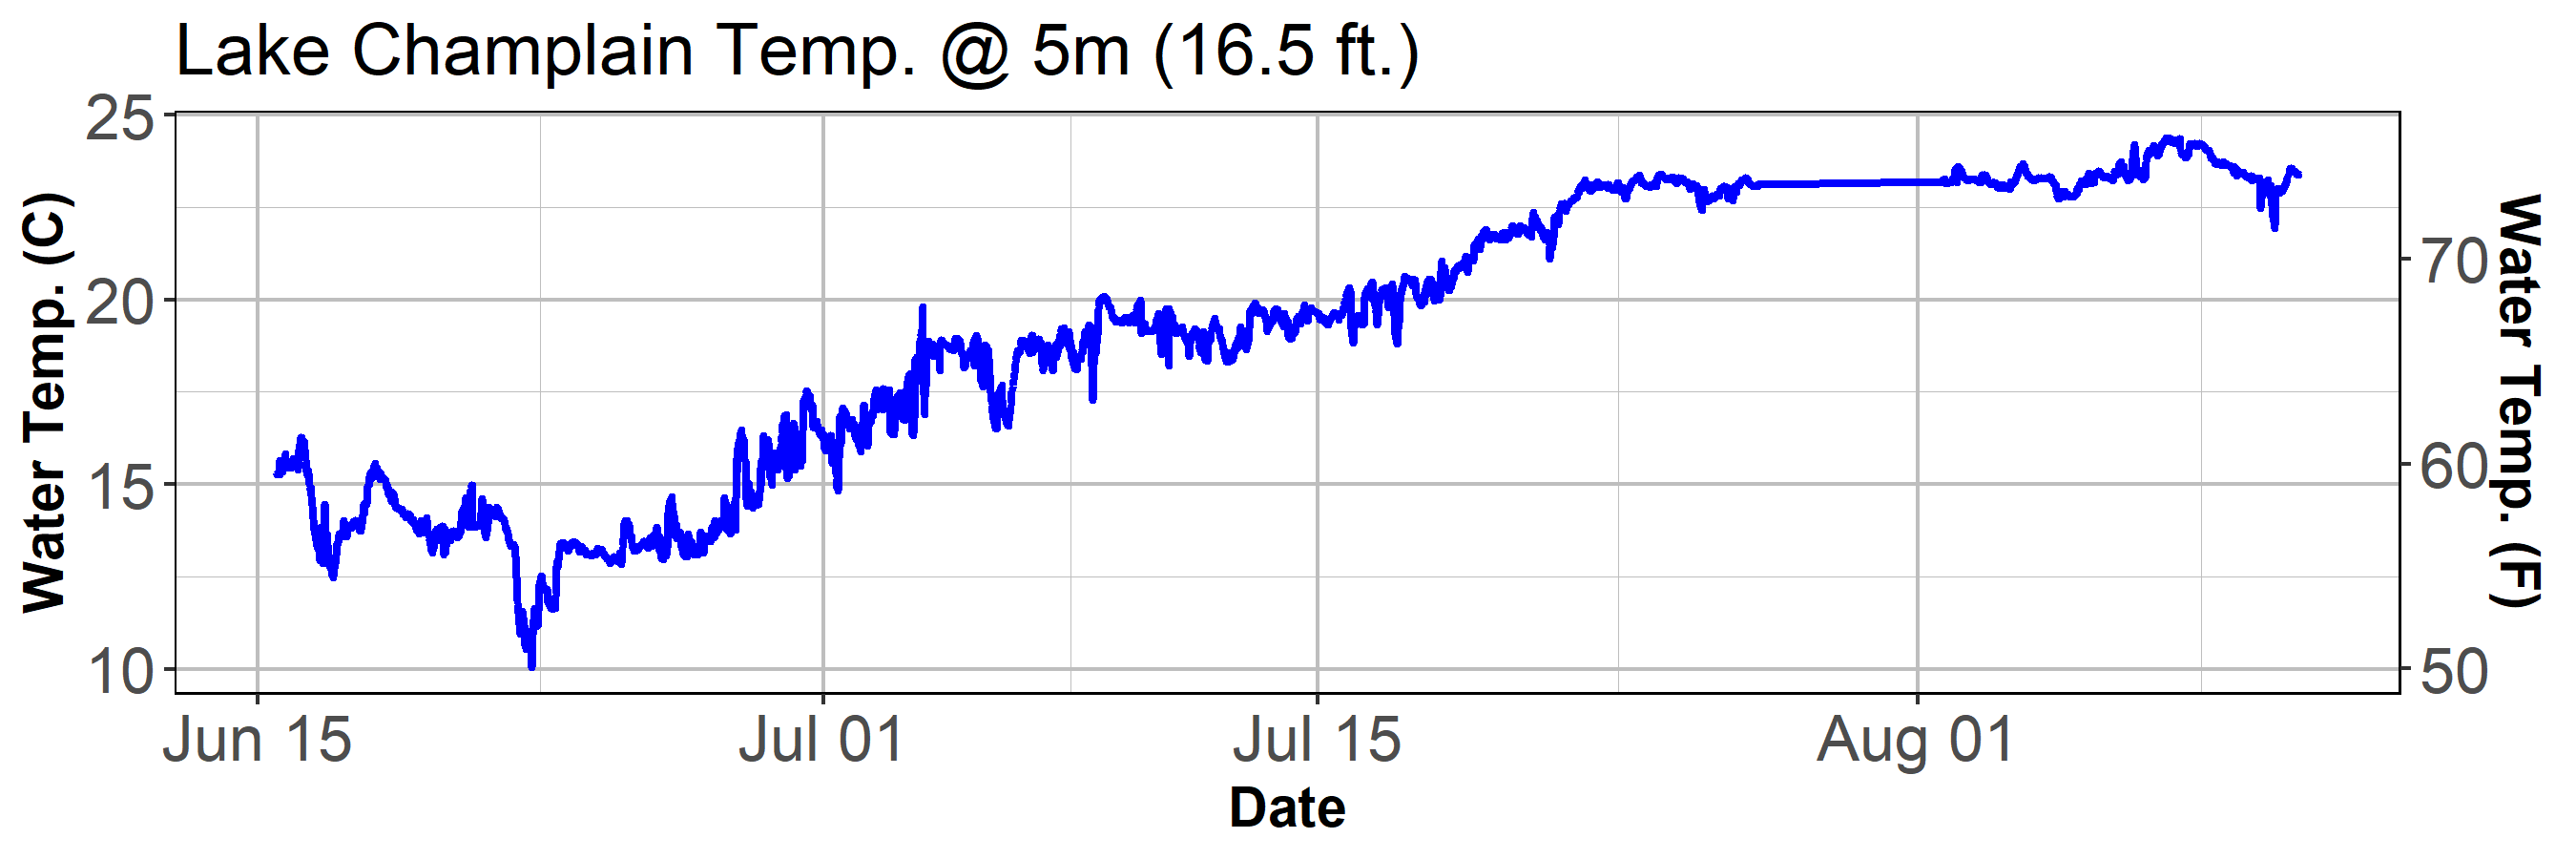 Lake Champlain Temp. @ 5m (16.5 ft.)
25
20
15
10
Water Temp. (C)
70
60
50
Water Temp. (F)
Jun 15
Jul 01
Jul 15
Aug 01
Date